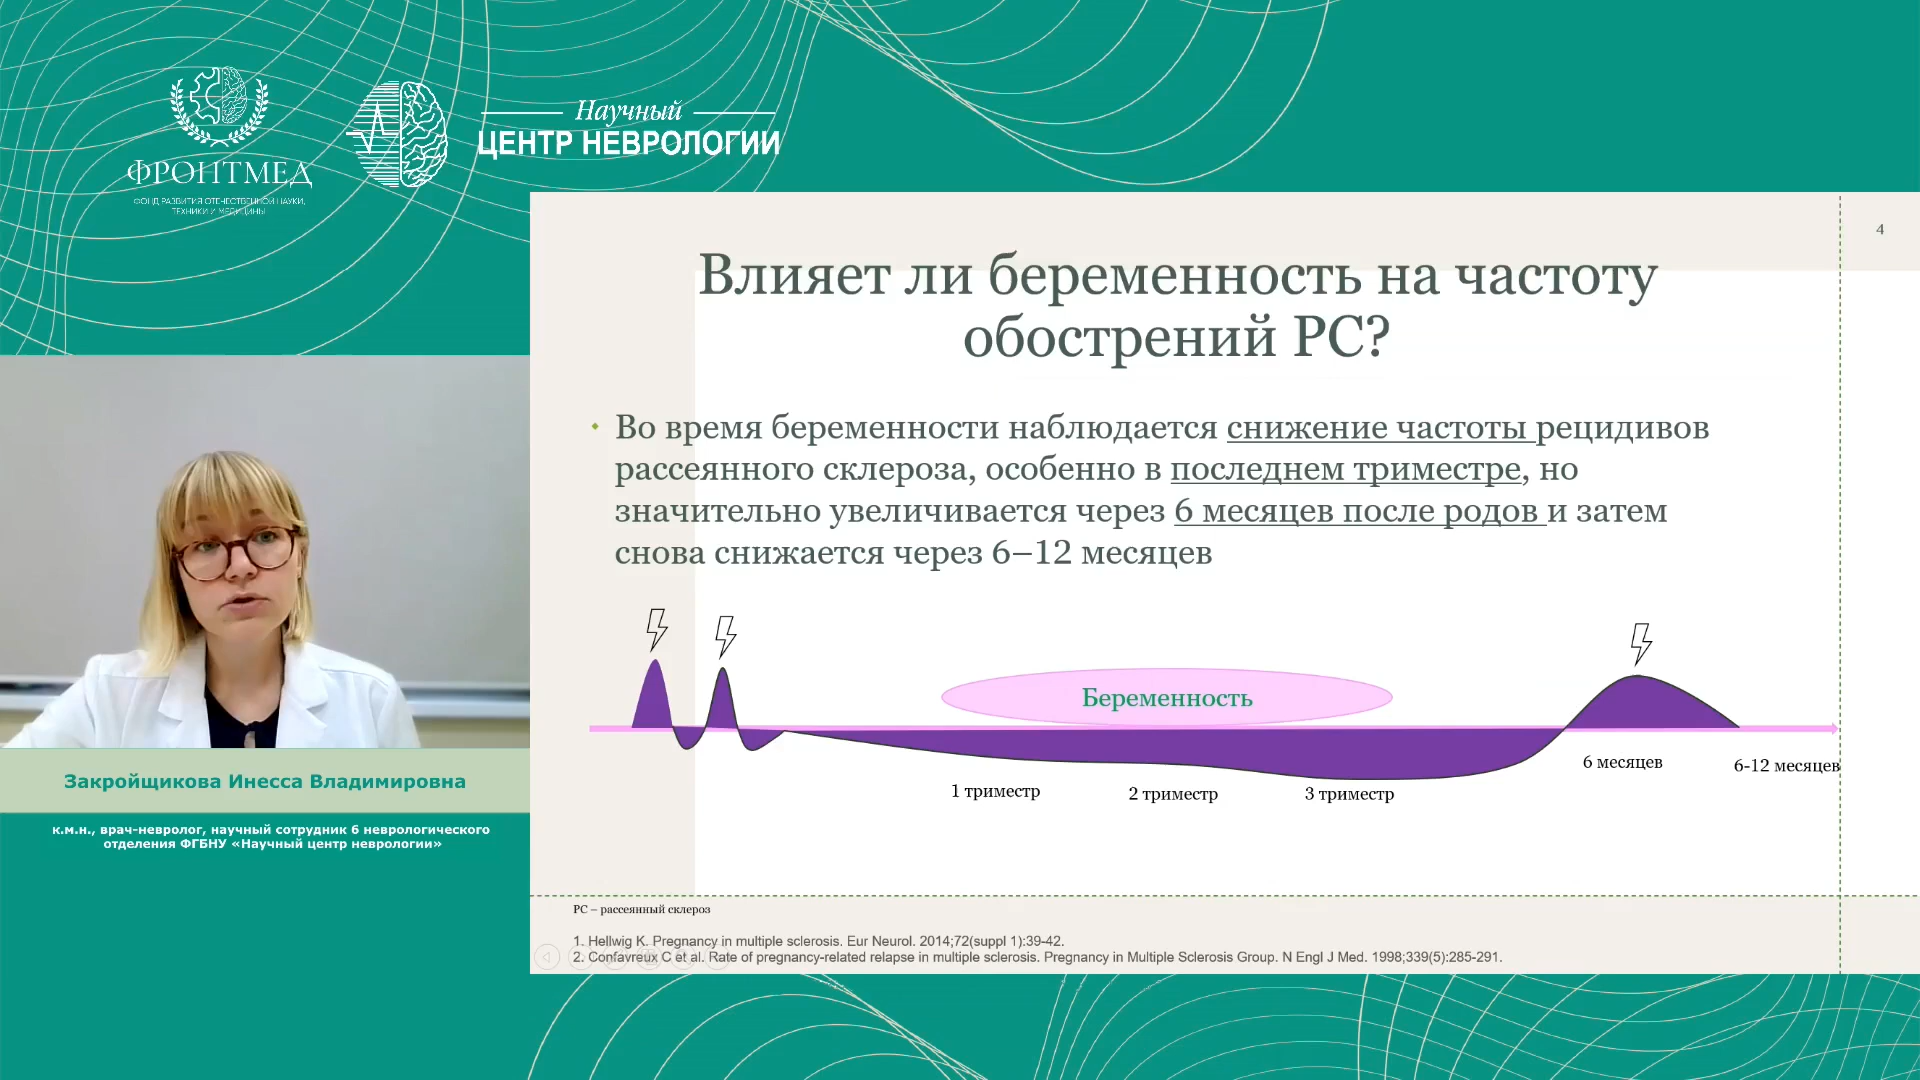 ФРОНТМЕД
ФОНД РАЗВИТИЯ ОТЕЧЕСТВЕННОЙ НАУКИ,
ТЕХНИКИ И МЕДИЦИНЫ
Научный
ЦЕНТР НЕВРОЛОГИИ
4
Влияет ли беременность на частоту
обострений РС?
• Во время беременности наблюдается снижение частоты рецидивов
рассеянного склероза, особенно в последнем триместре, но
значительно увеличивается через 6 месяцев после родов и затем
снова снижается через 6–12 месяцев
Беременность
1 триместр
2 триместр
3 триместр
6 месяцев
6-12 месяцев
Закройщикова Инесса Владимировна
к.м.н., врач-невролог, научный сотрудник 6 неврологического
отделения ФГБНУ «Научный центр неврологии»
РС – рассеянный склероз
1. Hellwig K. Pregnancy in multiple sclerosis. Eur Neurol. 2014;72(suppl 1):39-42.
2. Confavreux C et al. Rate of pregnancy-related relapse in multiple sclerosis. Pregnancy in Multiple Sclerosis Group. N Engl J Med. 1998;339(5):285-291.